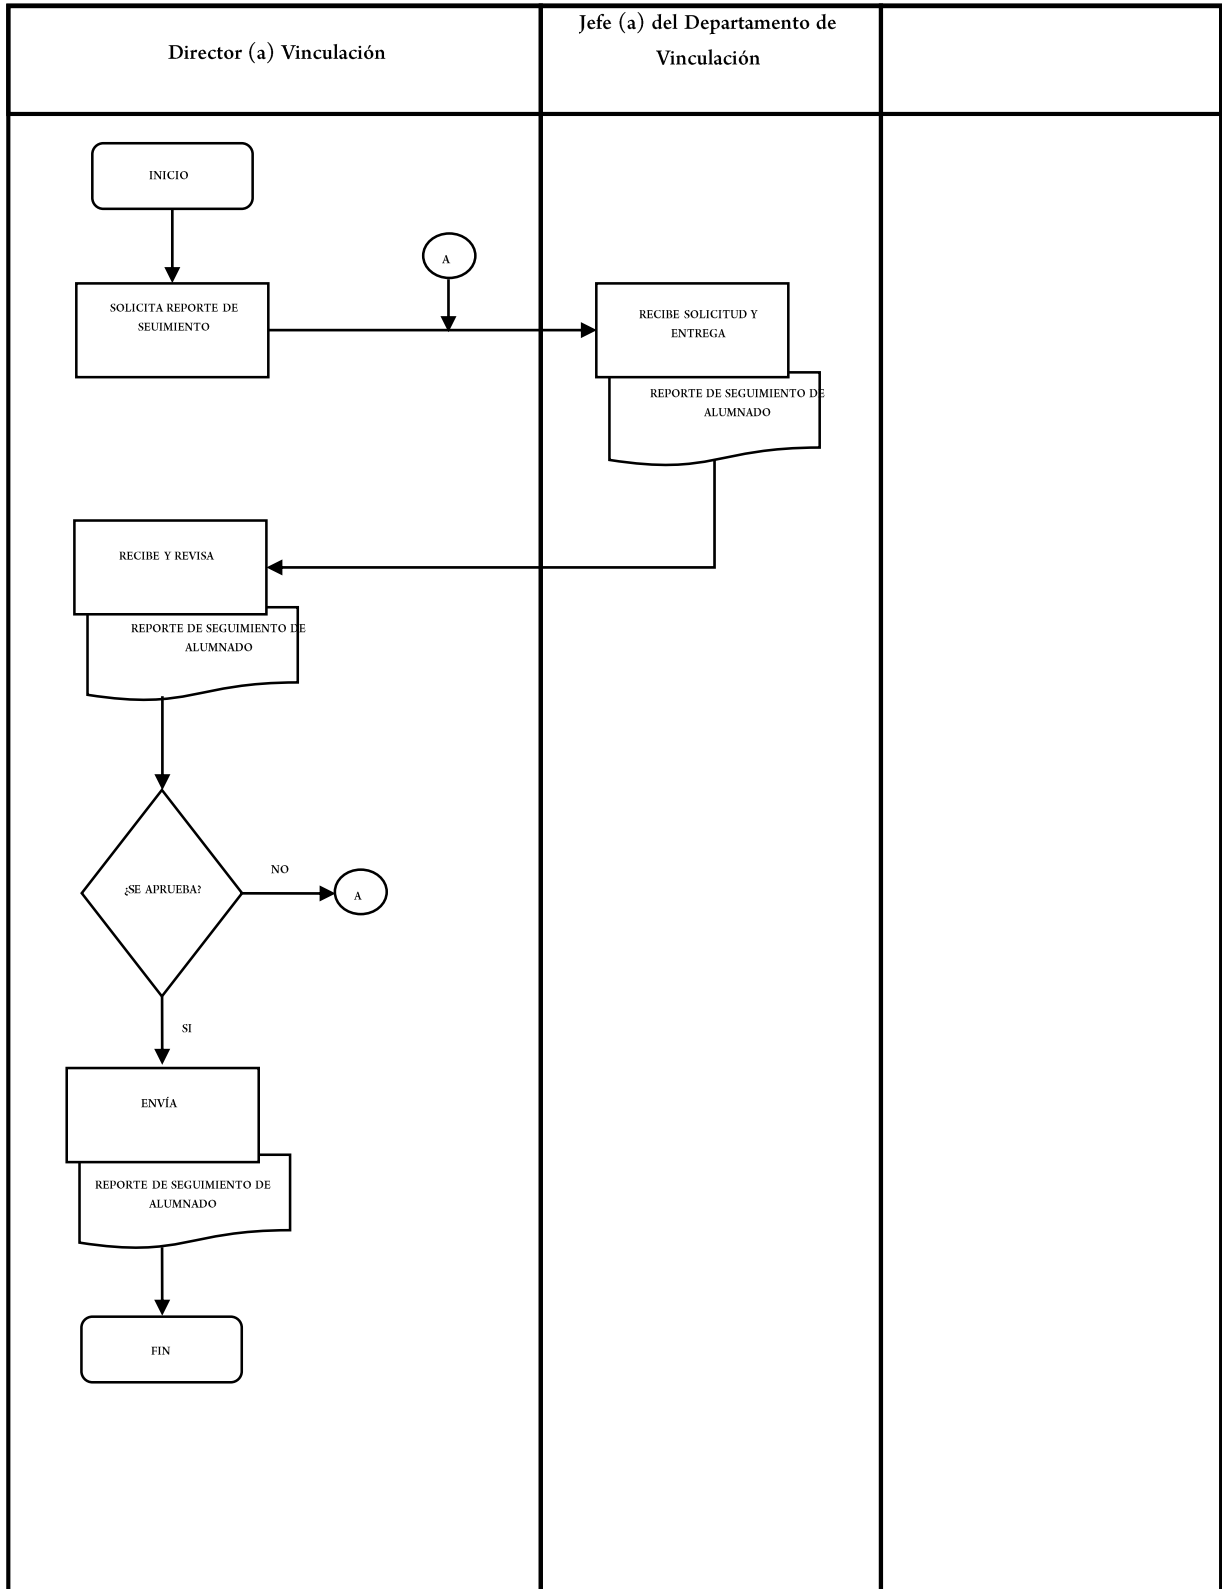 Director (a) Vinculación
Jefe (a) del Departamento de
Vinculación
INICIO
A
SOLICITA REPORTE DE
SEUIMIENTO
RECIBE SOLICITUD Y
ENTREGA
REPORTE DE SEGUIMIENTO DE
ALUMNADO
RECIBE Y REVISA
REPORTE DE SEGUIMIENTO DE
ALUMNADO
¿SE APRUEBA?
NO
A
SI
ENVÍA
REPORTE DE SEGUIMIENTO DE
ALUMNADO
FIN